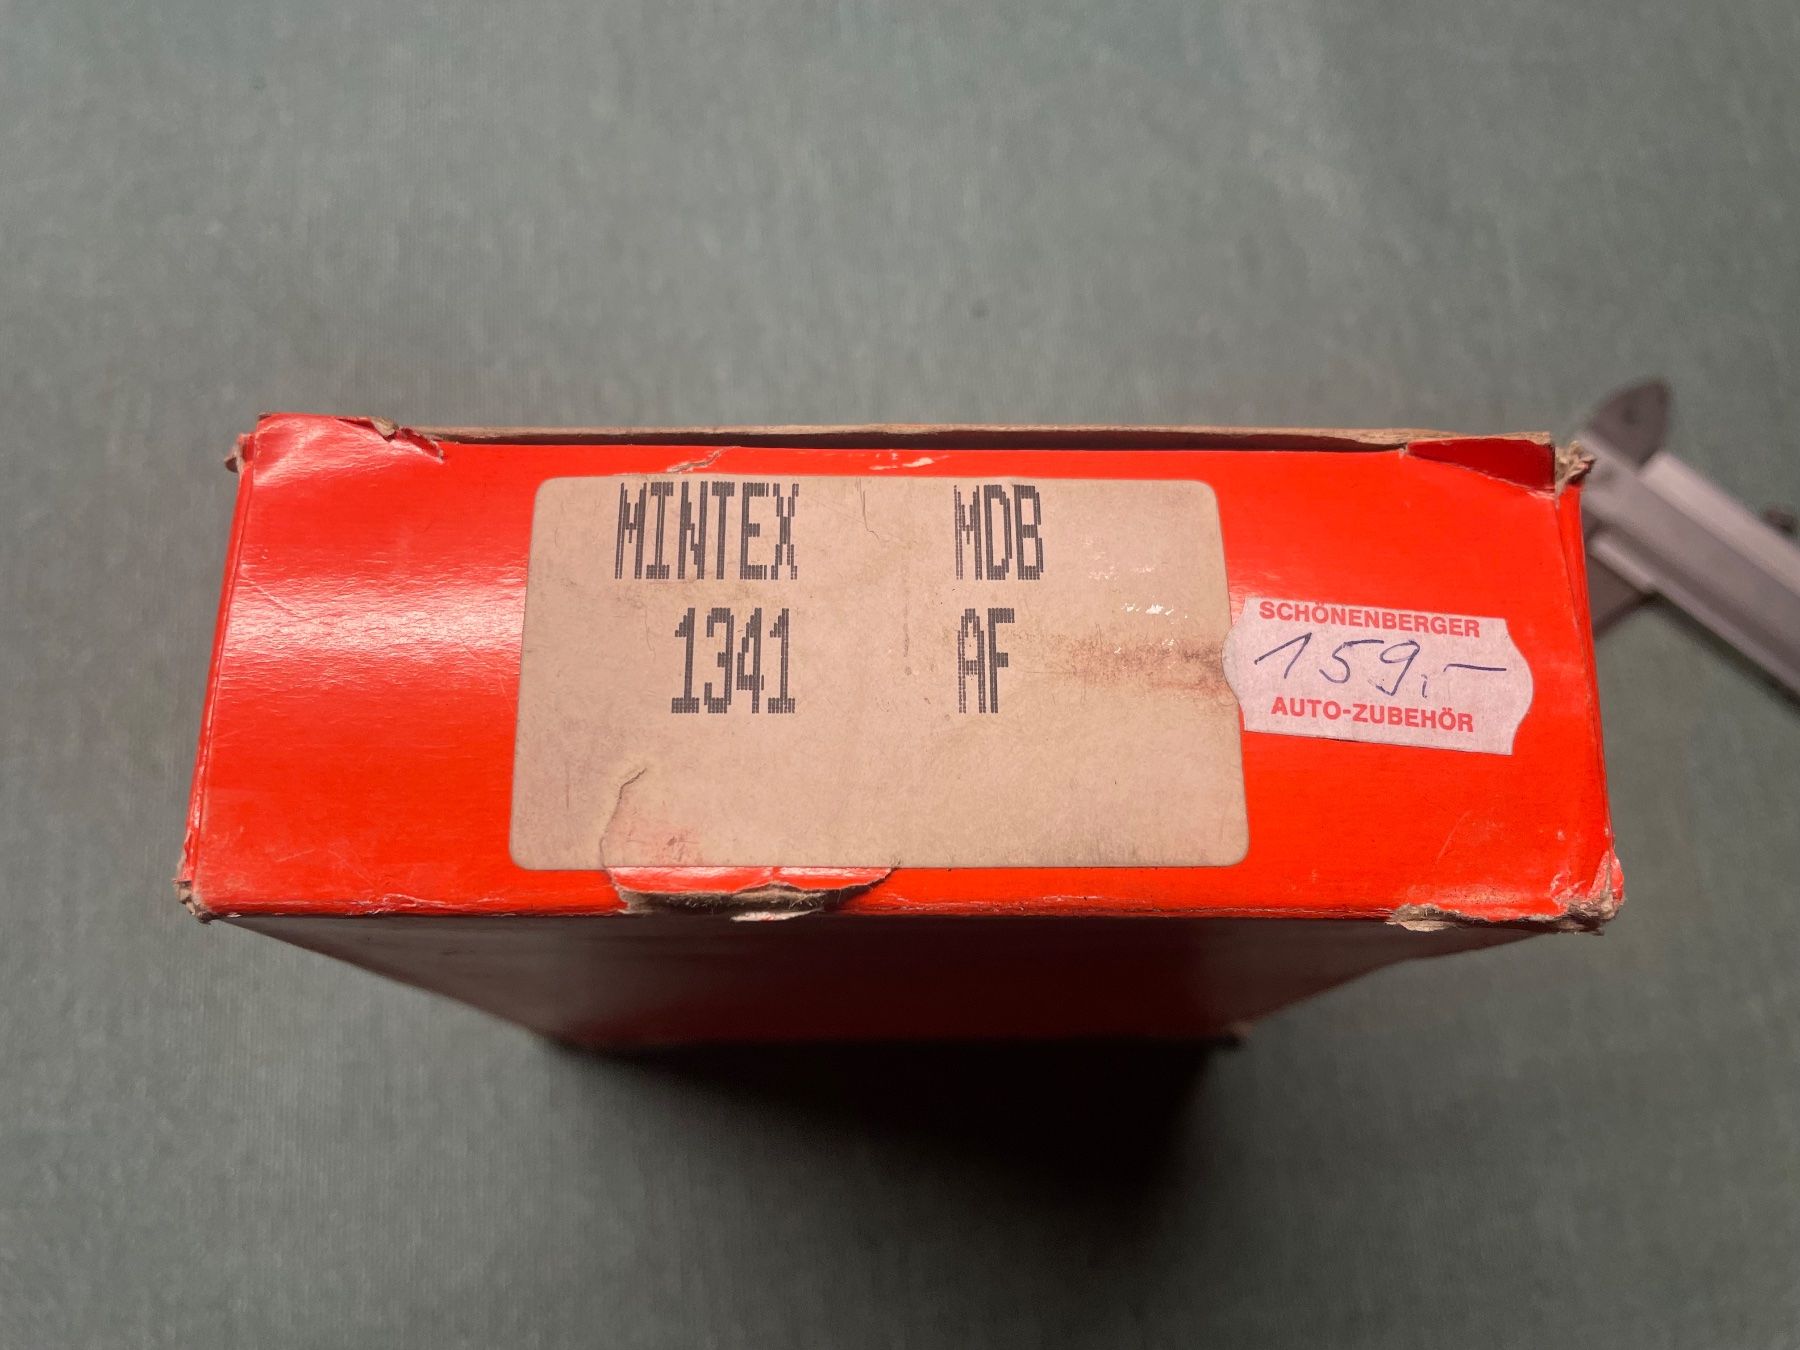 MINTEX MDB
1341 AF
SCHÖNENBERGER
159,-
AUTO-ZUBEHÖR